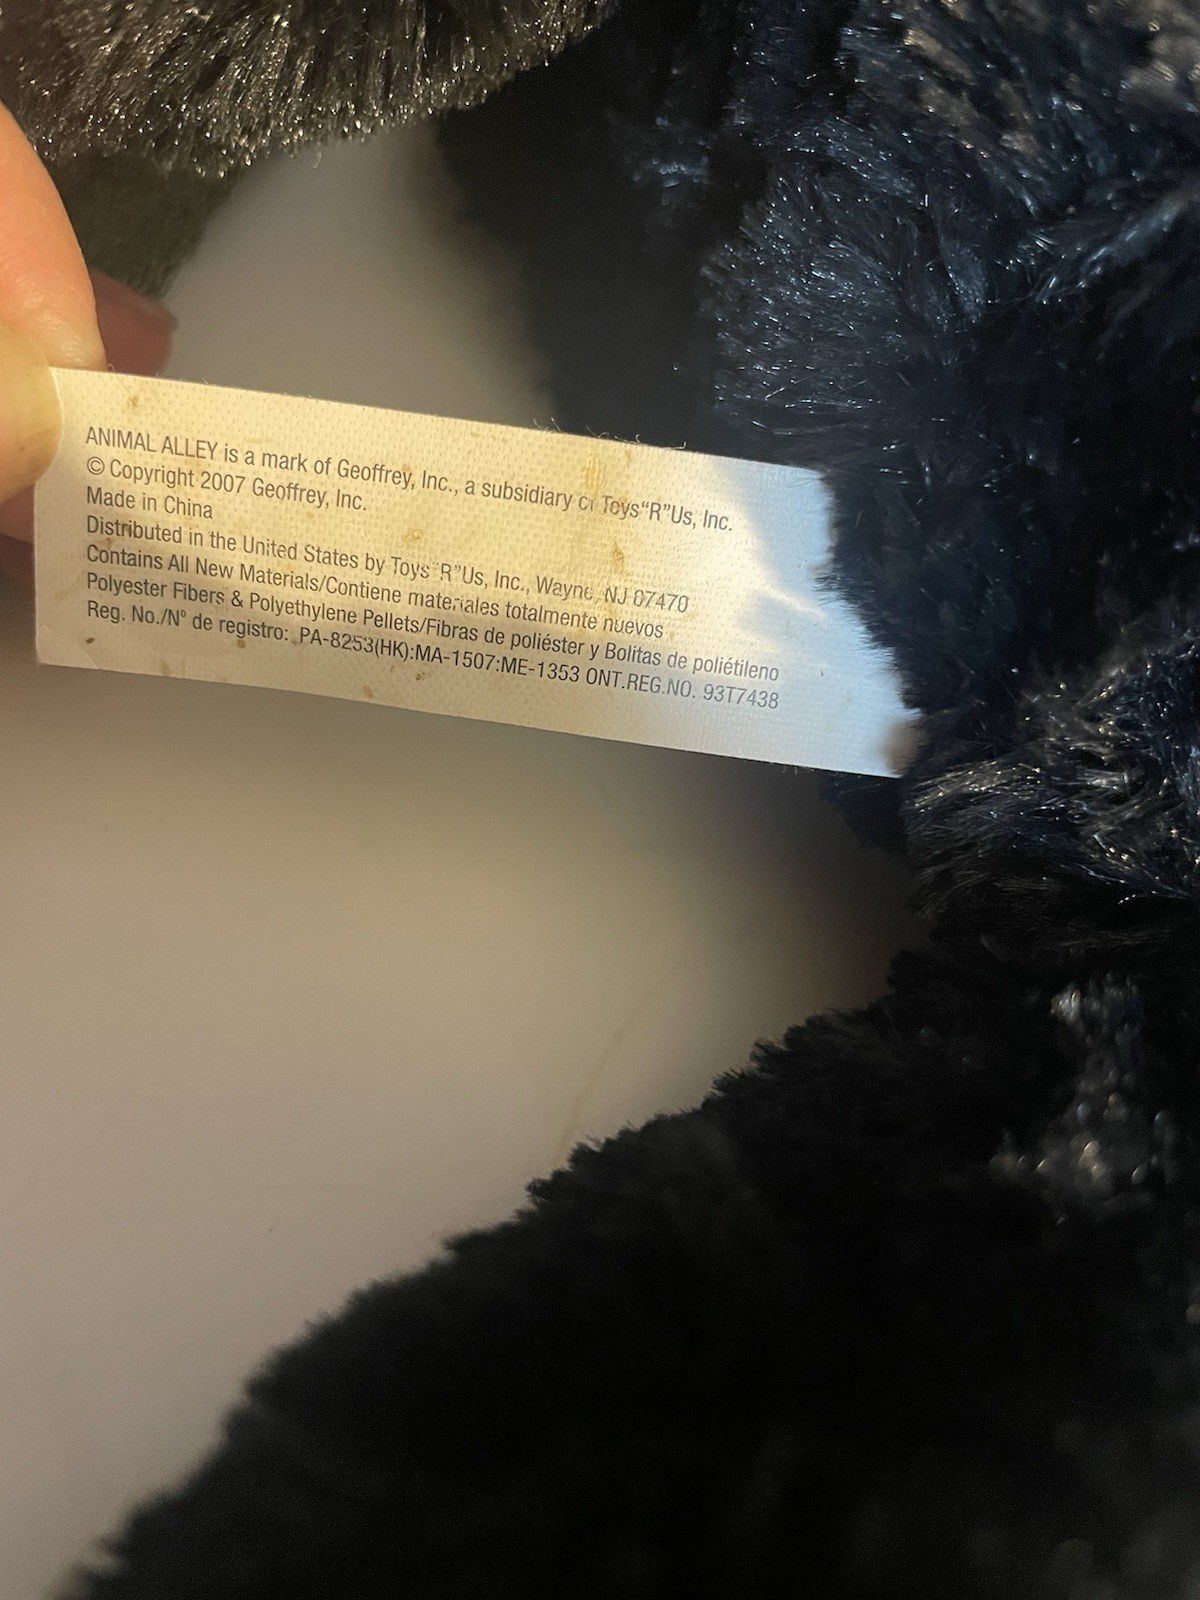 ANIMAL ALLEY is a mark of Geoffrey, Inc., a subsidiary of Toys"R"Us, Inc.
© Copyright 2007 Geoffrey, Inc.
Made in China
Distributed in the United States by Toys"R"Us, Inc., Wayne, NJ 07470
Contains All New Materials/Contiene materiales totalmente nuevos
Polyester Fibers & Polyethylene Pellets/Fibras de poliéster y Bolitas de poliétileno
Reg. No./Nº de registro: PA-8253(HK):MA-1507:ME-1353 ONT.REG.NO. 93T7438